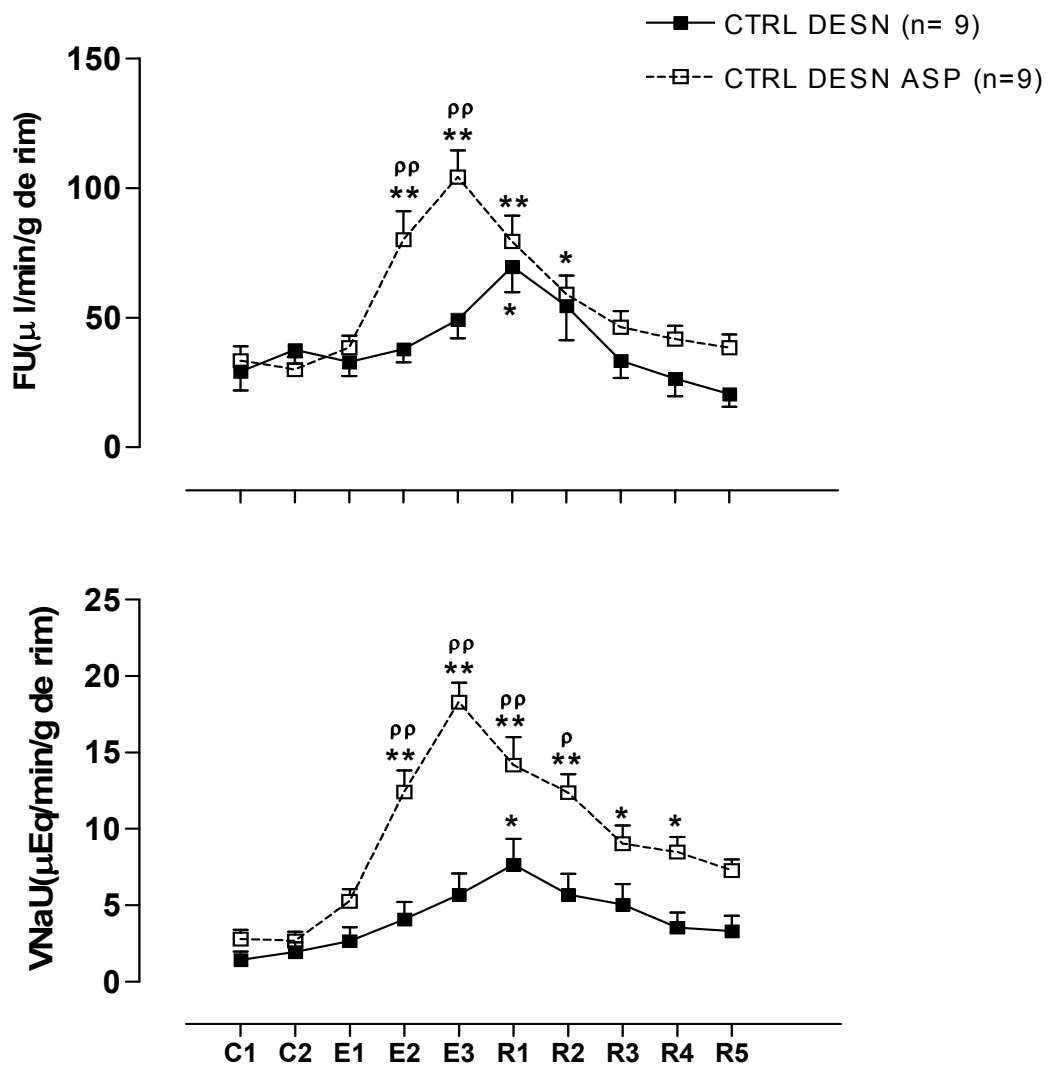 CTRL DESN (n= 9)
CTRL DESN ASP (n=9)
FU(μ l/min/g de rim)
150
100
50
0
ρρ
**
ρρ
**
**
*
*
VNaU(μEq/min/g de rim)
25
20
15
10
5
0
ρρ
**
ρρ
**
ρρ
**
ρ
**
*
*
*
C1 C2 E1 E2 E3 R1 R2 R3 R4 R5